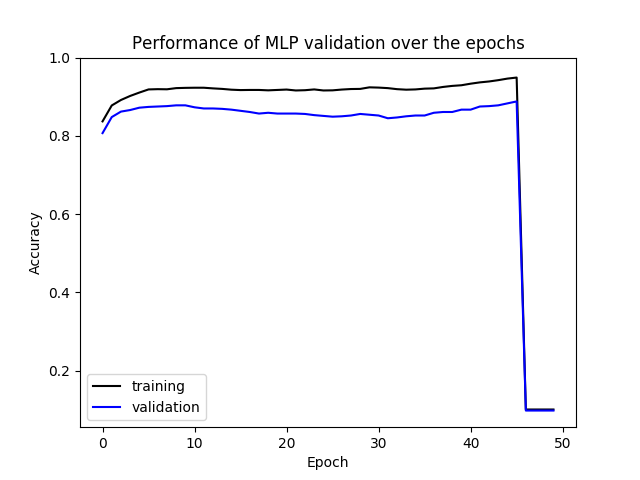 Performance of MLP validation over the epochs
1.0
0.8
0.6
0.4
0.2
Accuracy
training
validation
0 10 20 30 40 50
Epoch